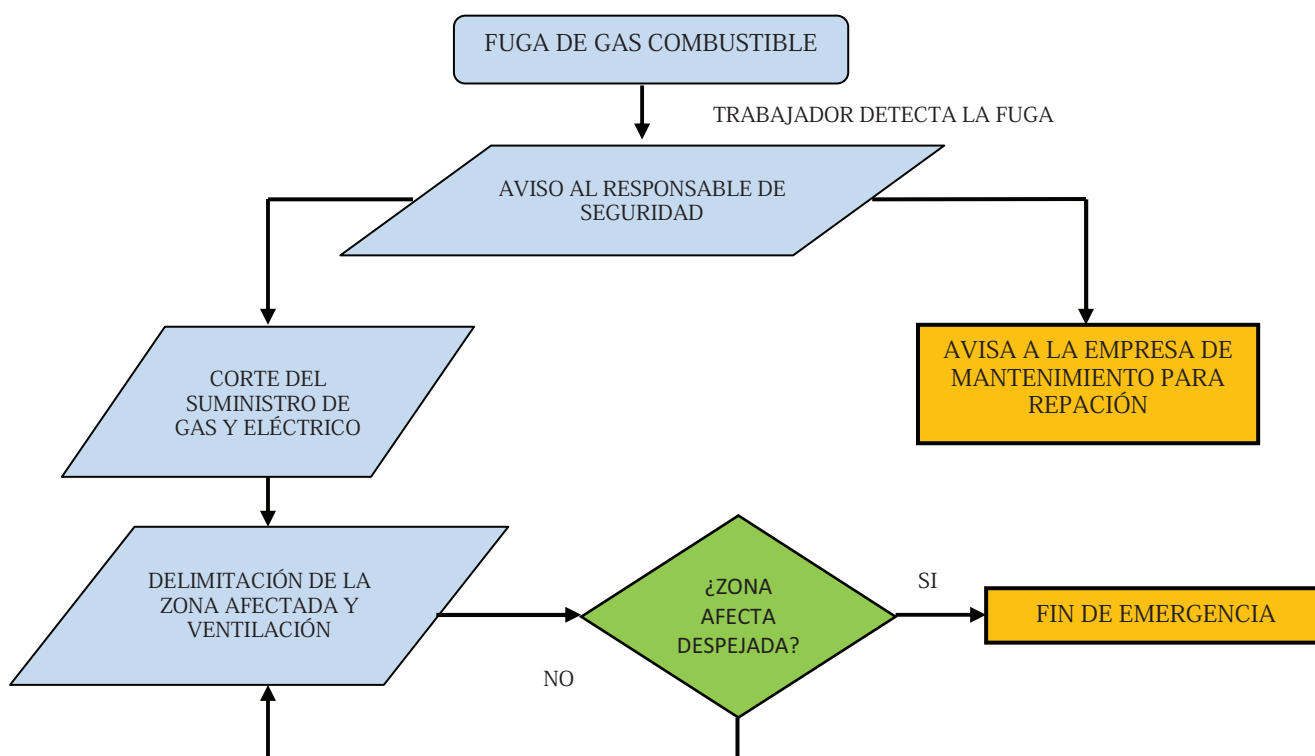 FUGA DE GAS COMBUSTIBLE
TRABAJADOR DETECTA LA FUGA
AVISO AL RESPONSABLE DE
SEGURIDAD
CORTE DEL
SUMINISTRO DE
GAS Y ELÉCTRICO
AVISA A LA EMPRESA DE
MANTENIMIENTO PARA
REPACIÓN
DELIMITACIÓN DE LA
ZONA AFECTADA Y
VENTILACIÓN
¿ZONA
AFECTA
DESPEJADA?
SI
FIN DE EMERGENCIA
NO